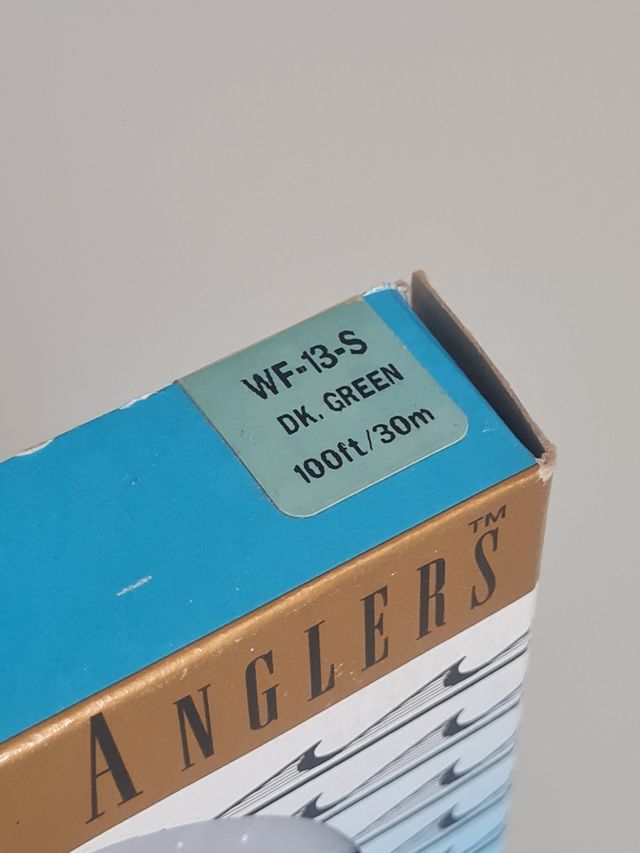 WF-13-S
DK. GREEN
100ft/30m
ANGLERS™